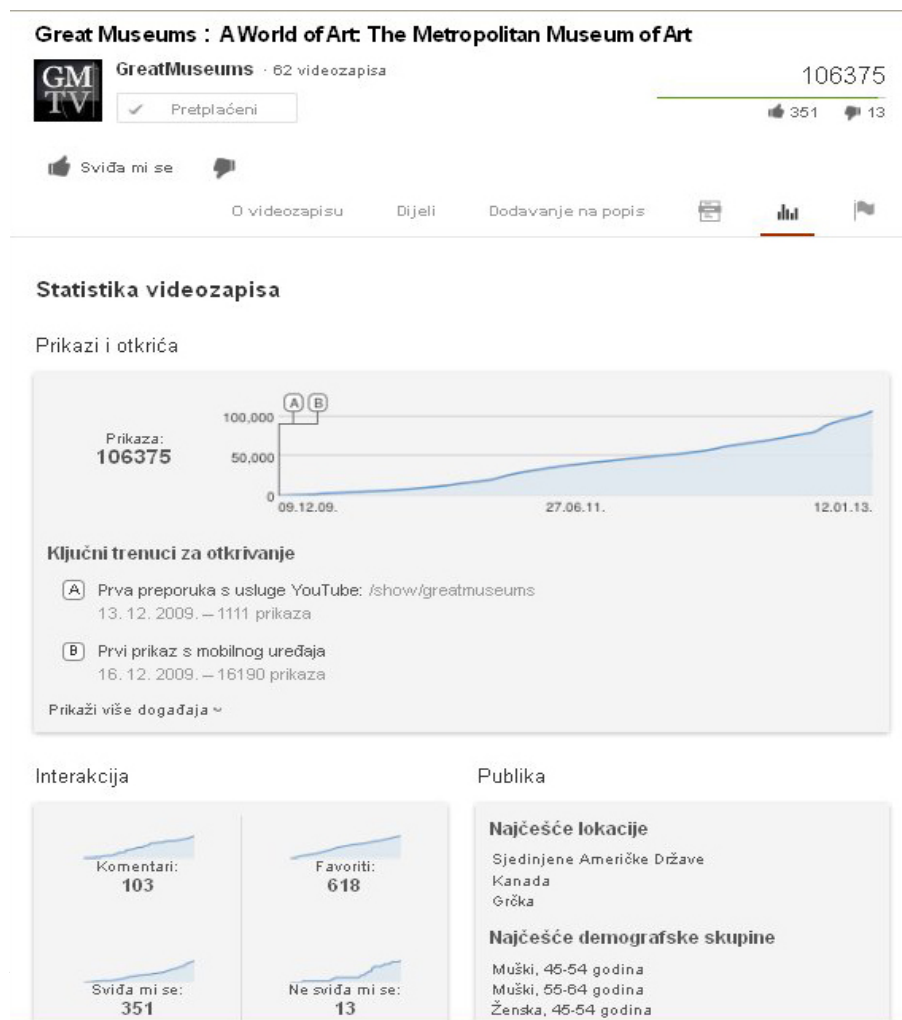 Great Museums : A World of Art: The Metropolitan Museum of Art
GM
TV
GreatMuseums · 62 videozapisa
106375
Pretplaćeni
351 13
Sviđa mi se
O videozapisu Dijeli Dodavanje na popis
Statistika videozapisa
Prikazi i otkrića
Prikaza:
106375
A B
100,000
50,000
0
09.12.09. 27.06.11. 12.01.13.
Ključni trenuci za otkrivanje
A Prva preporuka s usluge YouTube: /show/greatmuseums
13. 12. 2009. – 1111 prikaza
B Prvi prikaz s mobilnog uređaja
16. 12. 2009. – 16190 prikaza
Prikaži više događaja
Interakcija
Komentari:
103
Favoriti:
618
Sviđa mi se:
351
Ne sviđa mi se:
13
Publika
Najčešće lokacije
Sjedinjene Američke Države
Kanada
Grčka
Najčešće demografske skupine
Muški, 45-54 godina
Muški, 55-64 godina
Ženska, 45-54 godina